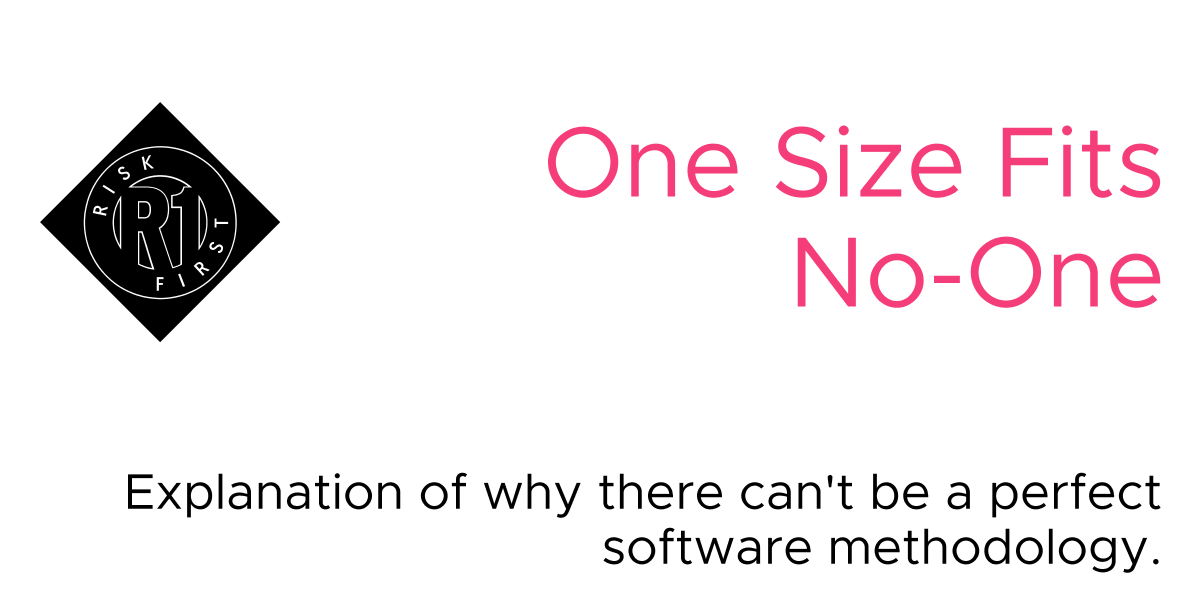 RISK
R1
FIRST
One Size Fits
No-One
Explanation of why there can't be a perfect
software methodology.